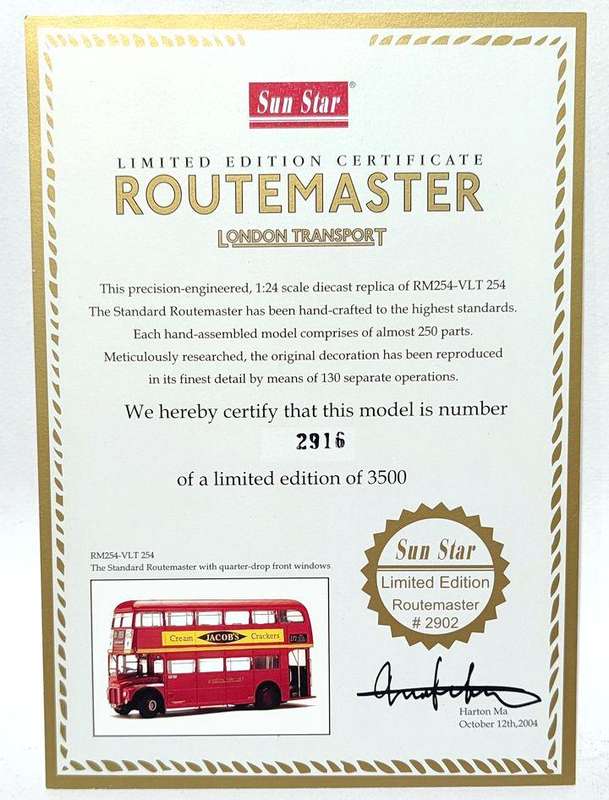 Sun Star®
LIMITED EDITION CERTIFICATE
ROUTEMASTER
LONDON TRANSPORT
This precision-engineered, 1:24 scale diecast replica of RM254-VLT 254
The Standard Routemaster has been hand-crafted to the highest standards.
Each hand-assembled model comprises of almost 250 parts.
Meticulously researched, the original decoration has been reproduced
in its finest detail by means of 130 separate operations.
We hereby certify that this model is number
2916
of a limited edition of 3500
RM254-VLT 254
The Standard Routemaster with quarter-drop front windows
Cream JACOB'S Crackers
Sun Star
Limited Edition
Routemaster
# 2902
Harton Ma
October 12th,2004